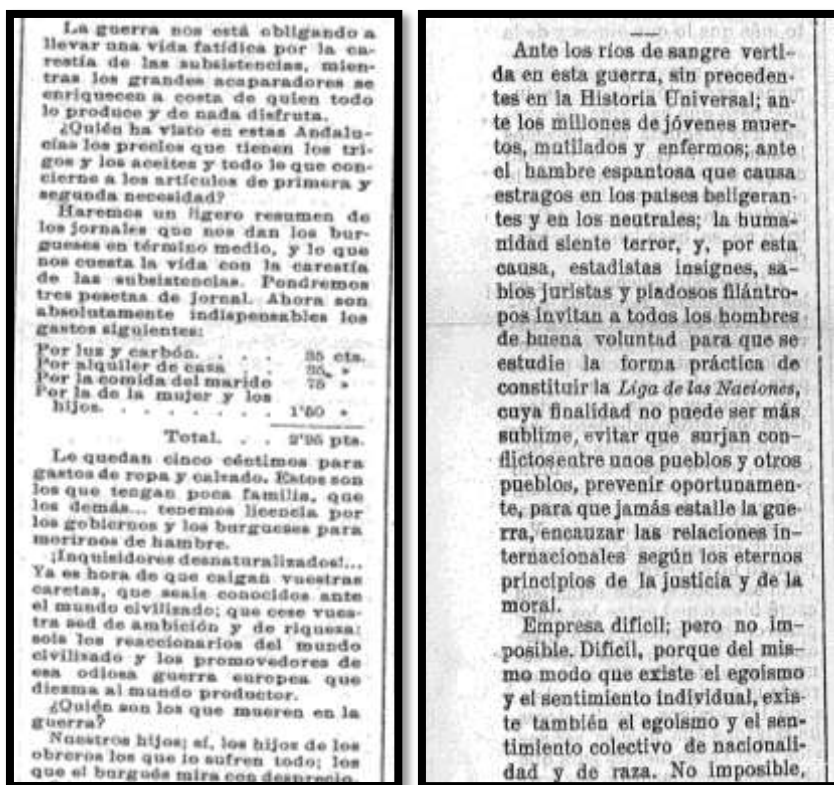 La guerra nos está obligando a
llevar una vida fatídica por la ca-
restía de las subsistencias, mien-
tras los grandes acaparadores se
enriquecen a costa de quien todo
lo produce y de nada disfruta.
¿Quién ha visto en estas Andalu-
cías los precios que tienen los tri-
gos y los aceites y todo lo que con-
cierne a los artículos de primera y
segunda necesidad?
Haremos un ligero resumen de
los jornales que nos dan los bur-
gueses en término medio, y lo que
nos cuesta la vida con la carestía
de las subsistencias. Pondremos
tres pesetas de jornal. Ahora son
absolutamente indispensables los
gastos siguientes:
Por luz y carbón. . . . 35 cts.
Por alquiler de casa 35 »
Por la comida del marido 75 »
Por la de la mujer y los
hijos. . . . . . . 1'50 »
Total. . . 2'95 pts.
Le quedan cinco céntimos para
gastos de ropa y calzado. Estos son
los que tengan poca familia, que
los demás... tenemos licencia por
los gobiernos y los burgueses para
morirnos de hambre.
¡Inquisidores desnaturalizados!...
Ya es hora de que caigan vuestras
caretas, que seais conocidos ante
el mundo civilizado; que cese vues-
tra sed de ambición y de riqueza:
sois los reaccionarios del mundo
civilizado y los promovedores de
esa odiosa guerra europea que
diezma al mundo productor.
¿Quién son los que mueren en la
guerra?
Nuestros hijos; sí, los hijos de los
obreros los que lo sufren todo; los
que el burgués mira con desprecio,
Ante los ríos de sangre verti-
da en esta guerra, sin preceden-
tes en la Historia Universal; an-
te los millones de jóvenes muer-
tos, mutilados y enfermos; ante
el hambre espantosa que causa
estragos en los países beligeran-
tes y en los neutrales; la huma-
nidad siente terror, y, por esta
causa, estadistas insignes, sa-
bios juristas y piadosos filántro-
pos invitan a todos los hombres
de buena voluntad para que se
estudie la forma práctica de
constituir la Liga de las Naciones,
cuya finalidad no puede ser más
sublime, evitar que surjan con-
flictos entre unos pueblos y otros
pueblos, prevenir oportunamen-
te, para que jamás estalle la gue-
rra, encauzar las relaciones in-
ternacionales según los eternos
principios de la justicia y de la
moral.
Empresa dificil; pero no im-
posible. Dificil, porque del mis-
mo modo que existe el egoismo
y el sentimiento individual, exis-
te también el egoismo y el sen-
timiento colectivo de nacionali-
dad y de raza. No imposible,